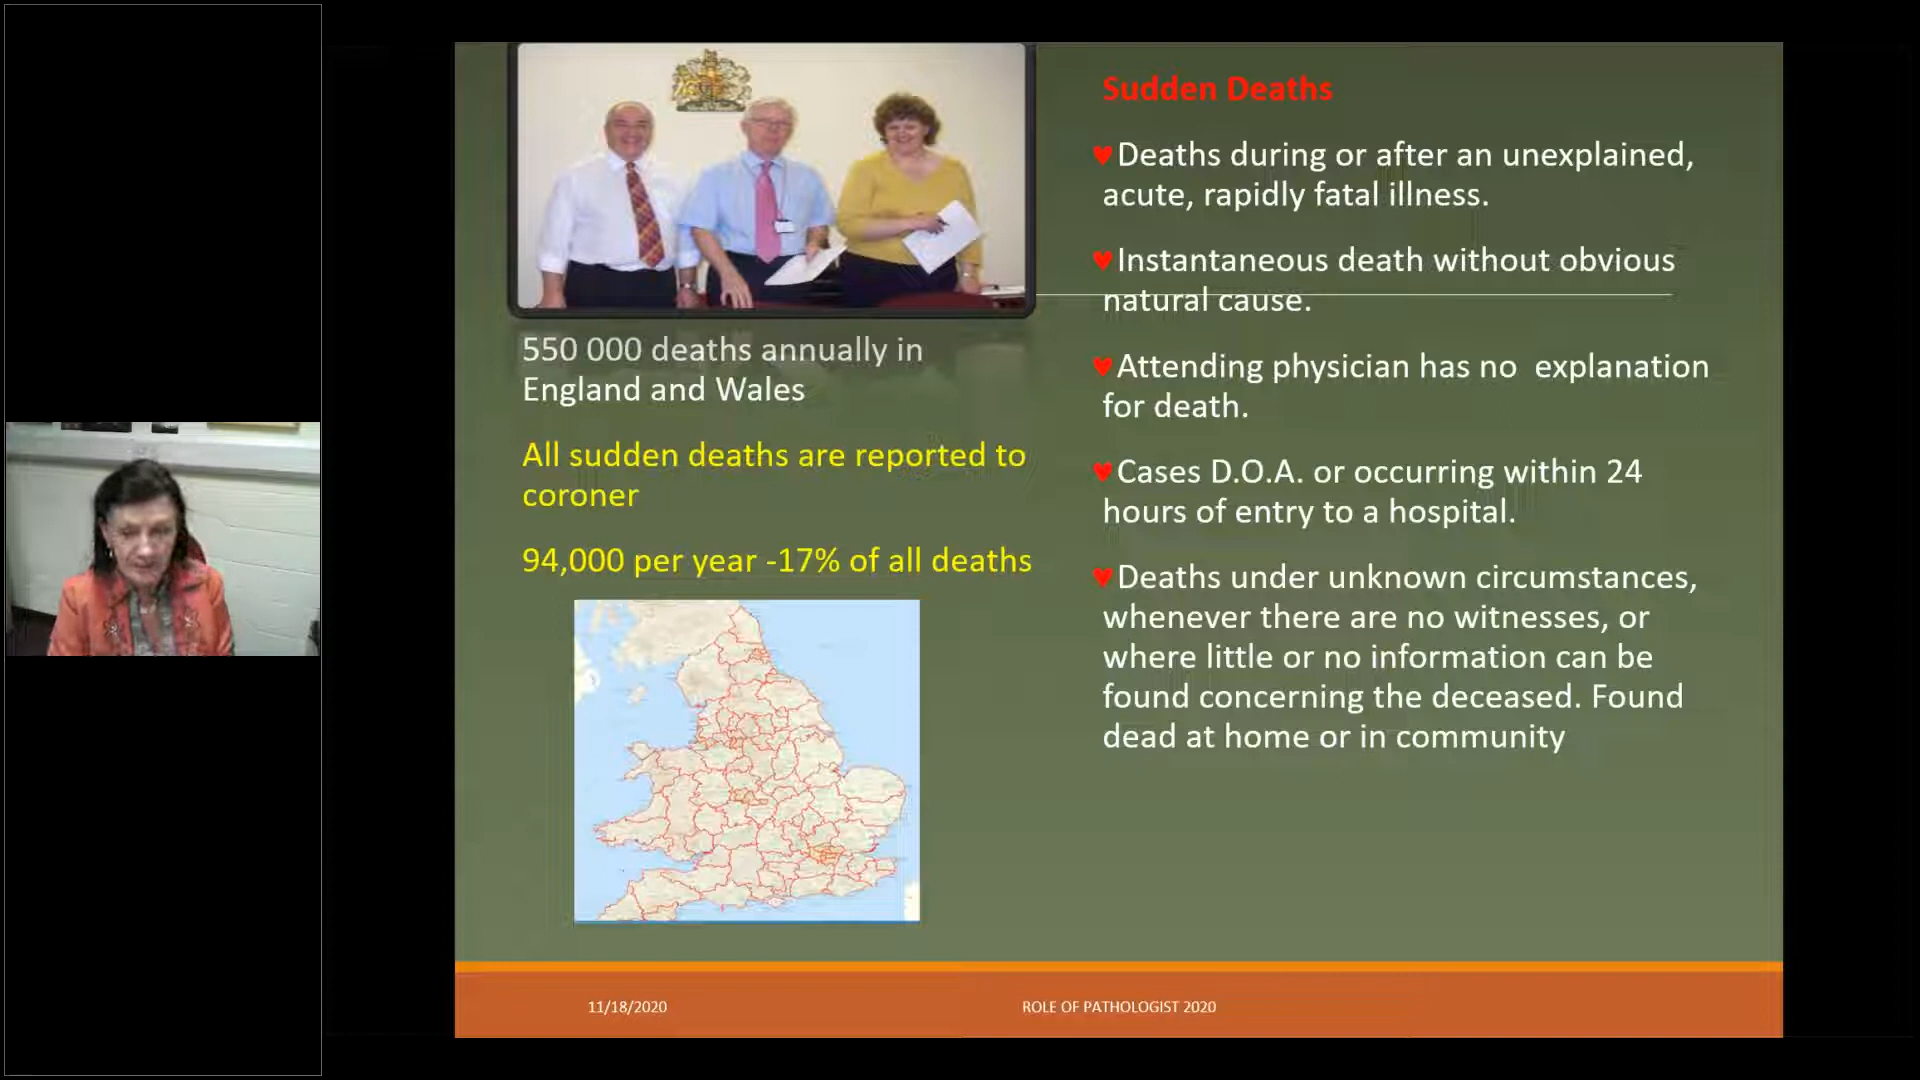 550 000 deaths annually in
England and Wales
All sudden deaths are reported to
coroner
94,000 per year -17% of all deaths
Sudden Deaths
Deaths during or after an unexplained,
acute, rapidly fatal illness.
Instantaneous death without obvious
natural cause.
Attending physician has no  explanation
for death.
Cases D.O.A. or occurring within 24
hours of entry to a hospital.
Deaths under unknown circumstances,
whenever there are no witnesses, or
where little or no information can be
found concerning the deceased. Found
dead at home or in community
11/18/2020
ROLE OF PATHOLOGIST 2020